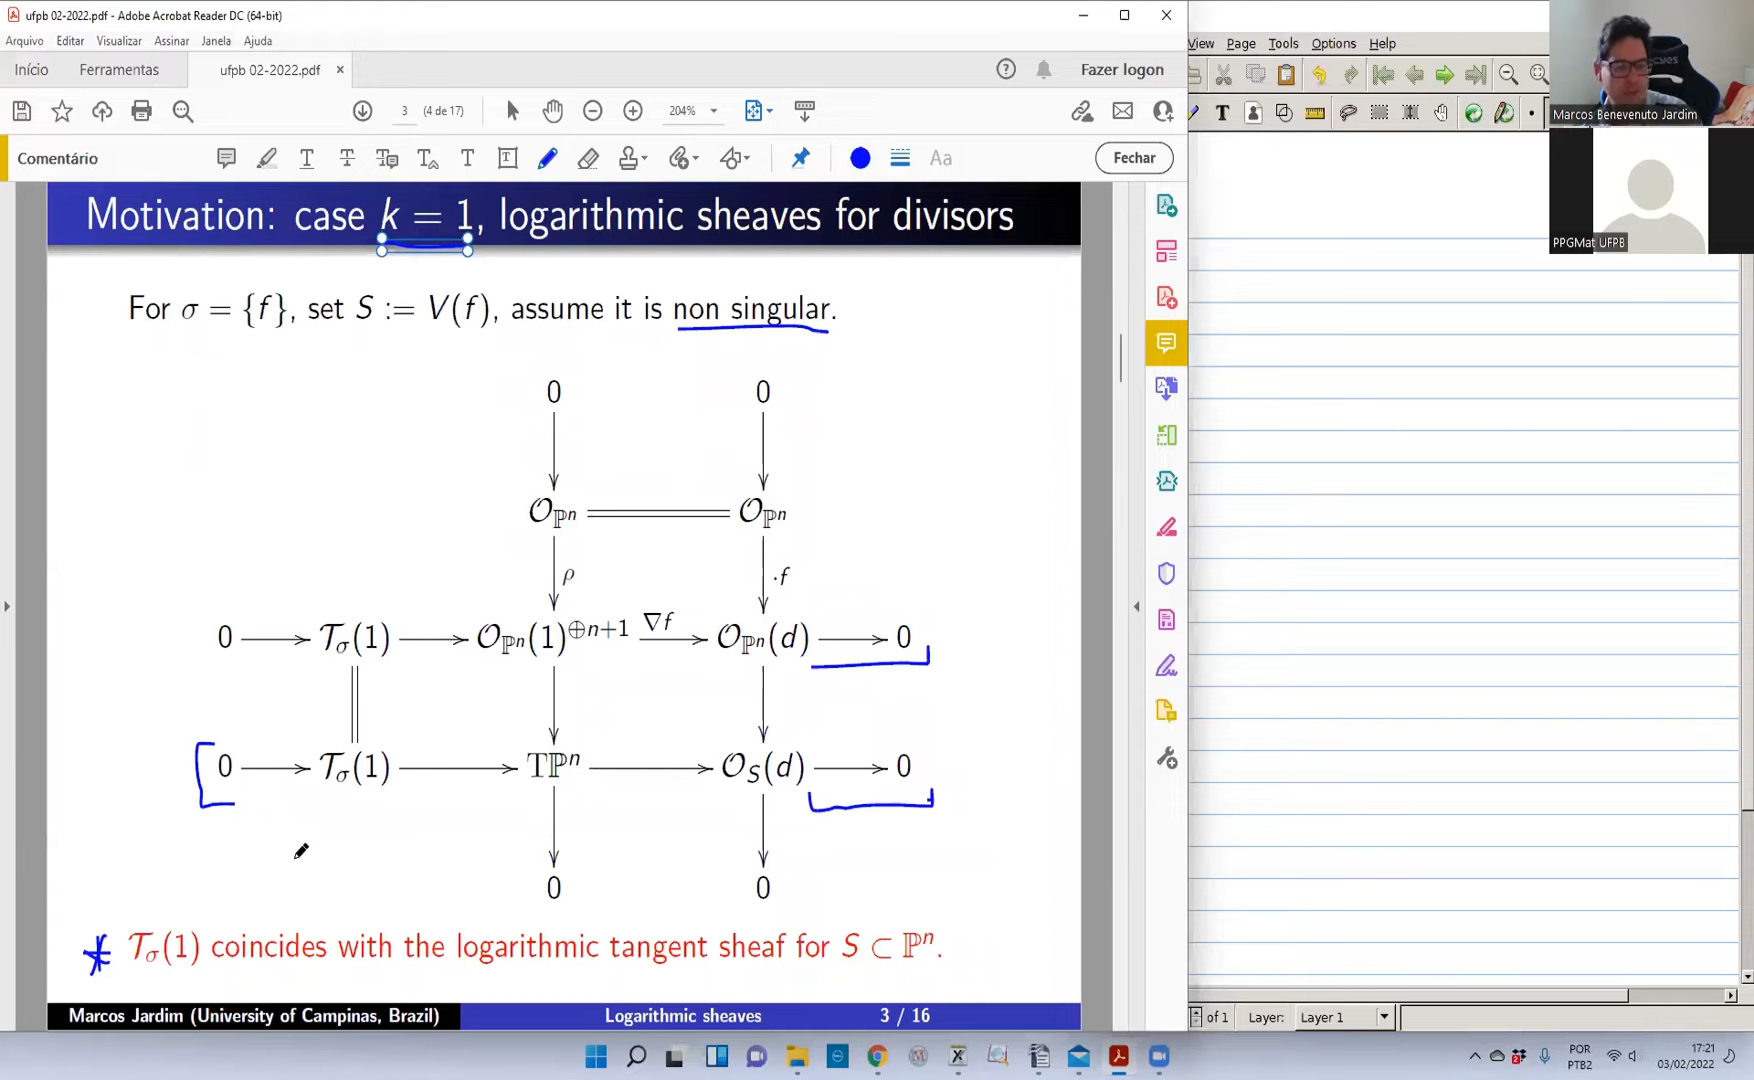 ufpb 02-2022.pdf - Adobe Acrobat Reader DC (64-bit)
Arquivo Editar Visualizar Assinar Janela Ajuda
Início Ferramentas ufpb 02-2022.pdf × Fazer logon
3 (4 de 17) 204%
Comentário Aa Fechar
View Page Tools Options Help
Marcos Benevenuto Jardim
PPGMat UFPB
Motivation: case k = 1, logarithmic sheaves for divisors
For σ = {f}, set S := V(f), assume it is non singular.
0 0
𝒪ℙⁿ 𝒪ℙⁿ
ρ ·f
0 𝒯σ(1) 𝒪ℙⁿ(1)⊕n+1 ∇f 𝒪ℙⁿ(d) 0
0 𝒯σ(1) Tℙⁿ 𝒪S(d) 0
0 0
* 𝒯σ(1) coincides with the logarithmic tangent sheaf for S ⊂ ℙⁿ.
Marcos Jardim (University of Campinas, Brazil) Logarithmic sheaves 3 / 16
of 1 Layer: Layer 1
POR
PTB2
17:21
03/02/2022